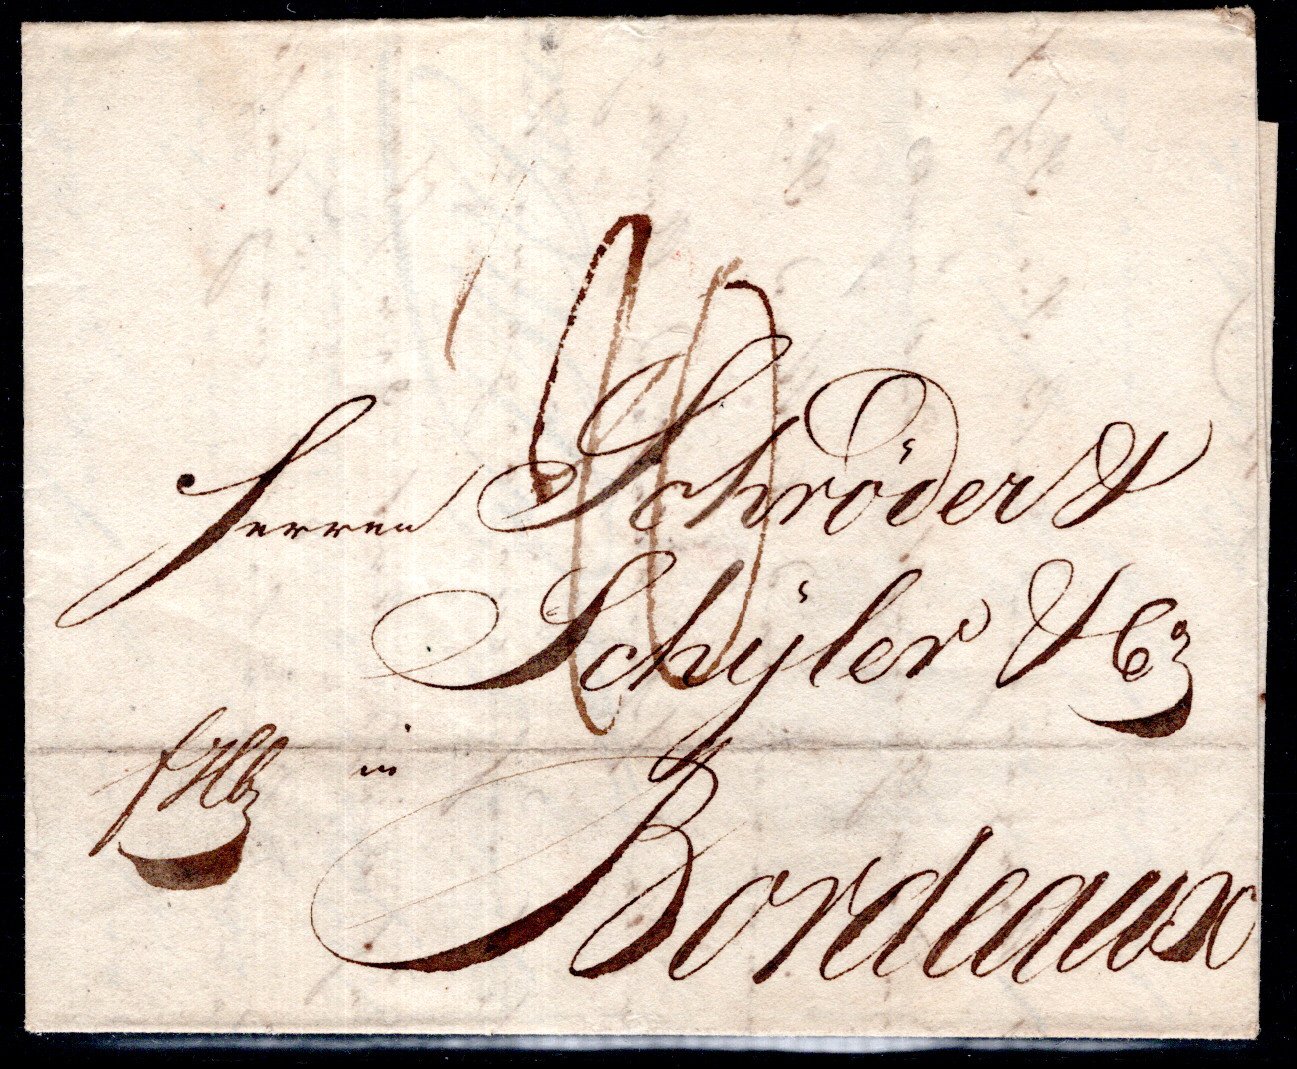 Herren Schröder &
Schÿler & Co
in
Bordeaux